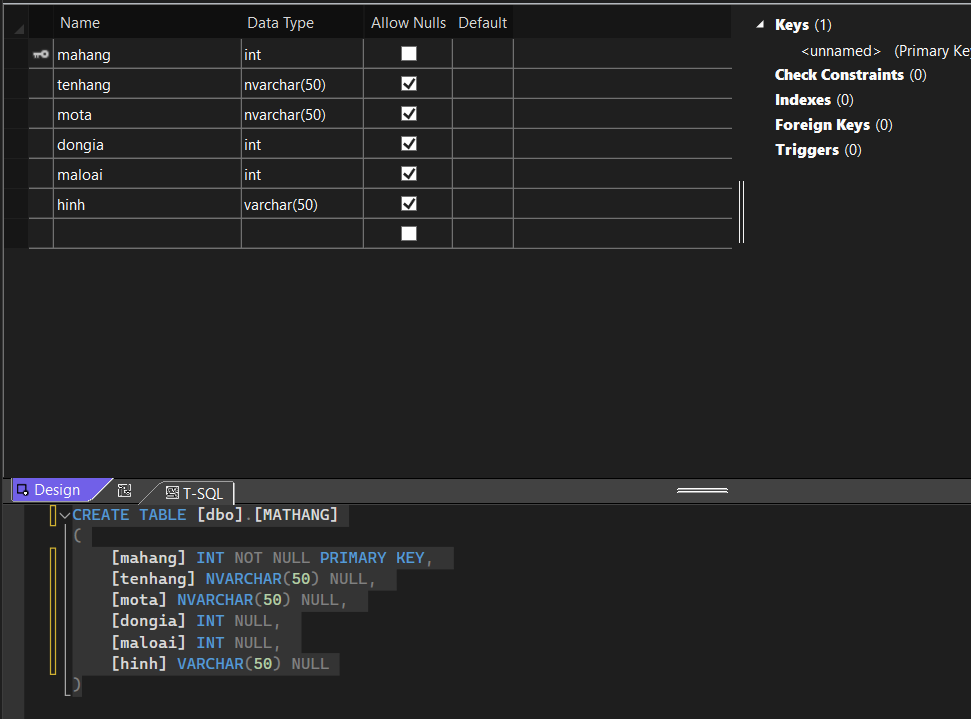 Name Data Type Allow Nulls Default
mahang int
tenhang nvarchar(50)
mota nvarchar(50)
dongia int
maloai int
hinh varchar(50)
Keys (1)
<unnamed> (Primary Key
Check Constraints (0)
Indexes (0)
Foreign Keys (0)
Triggers (0)
Design T-SQL
CREATE TABLE [dbo].[MATHANG]
(
[mahang] INT NOT NULL PRIMARY KEY,
[tenhang] NVARCHAR(50) NULL,
[mota] NVARCHAR(50) NULL,
[dongia] INT NULL,
[maloai] INT NULL,
[hinh] VARCHAR(50) NULL
)